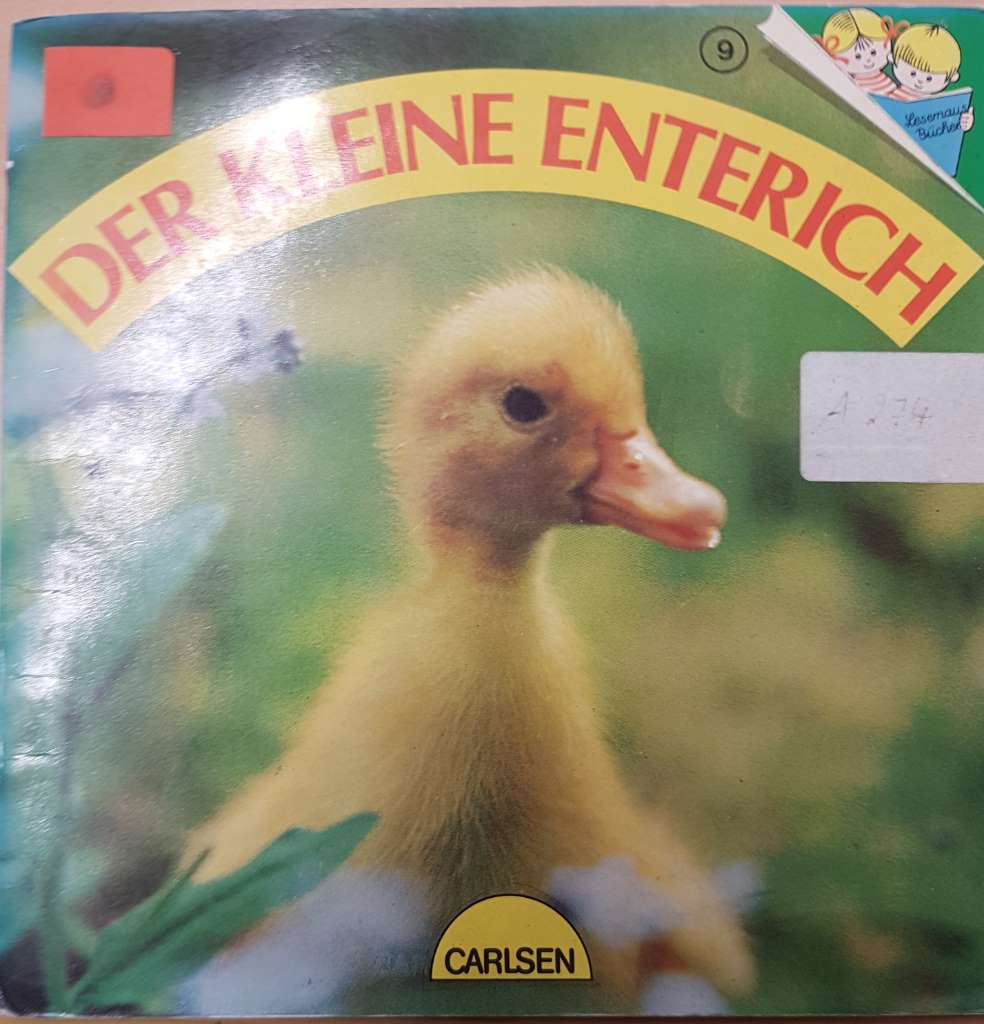 9
Lesemaus
Bücher
DER KLEINE ENTERICH
A 274
CARLSEN